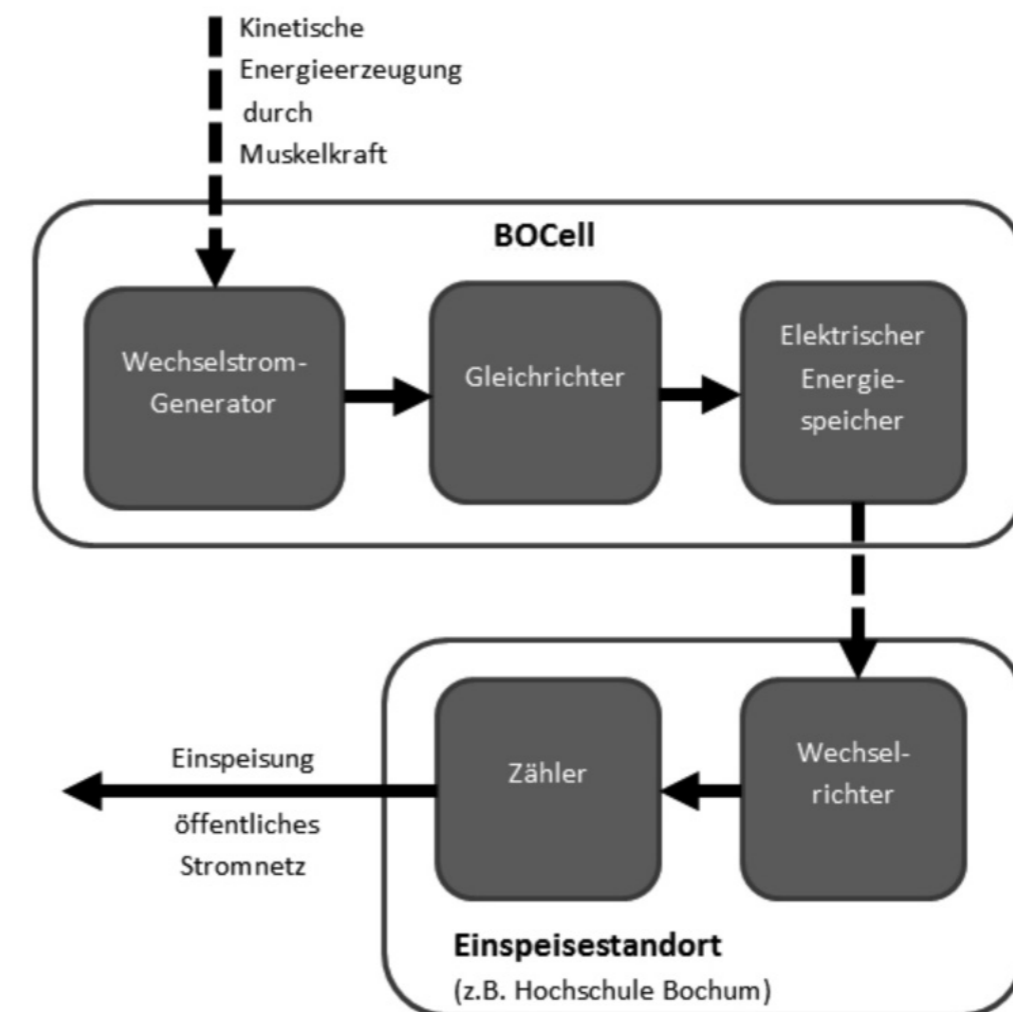 Kinetische
Energieerzeugung
durch
Muskelkraft
BOCell
Wechselstrom-
Generator
Gleichrichter
Elektrischer
Energie-
speicher
Wechsel-
richter
Zähler
Einspeisung
öffentliches
Stromnetz
Einspeisestandort
(z.B. Hochschule Bochum)